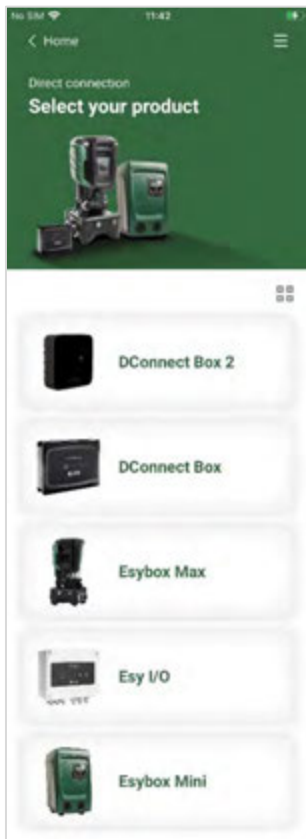 No SIM 11:42
Home
Direct connection
Select your product
DConnect Box 2
DConnect Box
Esybox Max
Esy I/O
Esybox Mini